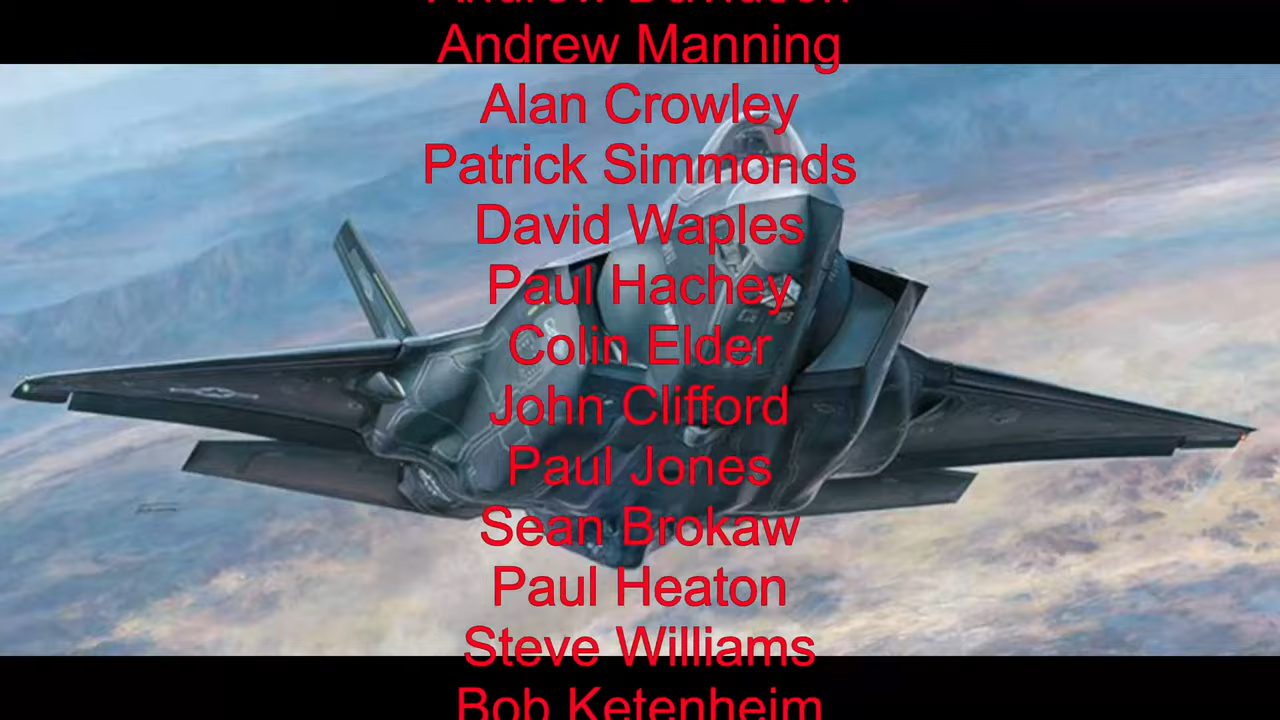 Andrew Manning
Alan Crowley
Patrick Simmonds
David Waples
Paul Hachey
Colin Elder
John Clifford
Paul Jones
Sean Brokaw
Paul Heaton
Steve Williams
Bob Ketenheim